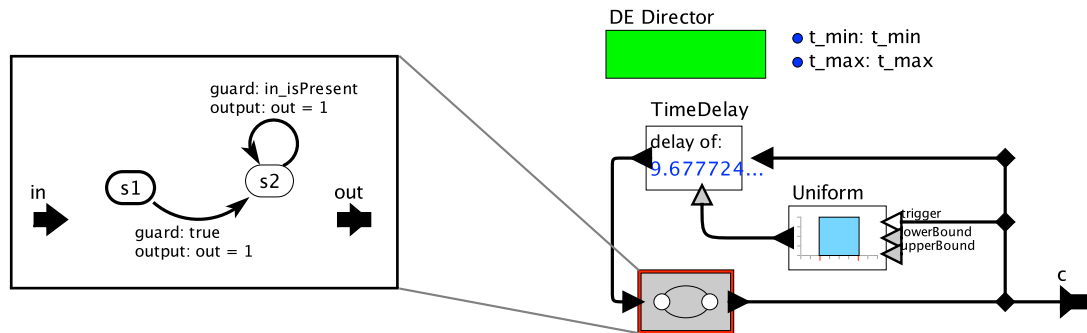 DE Director
t_min: t_min
t_max: t_max
guard: in_isPresent
output: out = 1
s1
s2
in
out
guard: true
output: out = 1
TimeDelay
delay of:
9.677724...
Uniform
trigger
lowerBound
upperBound
c